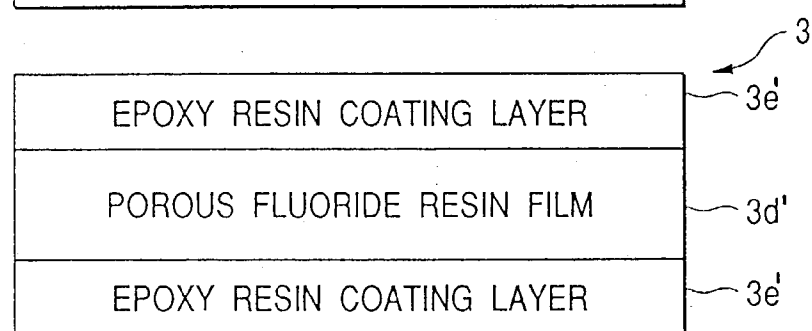 3
EPOXY RESIN COATING LAYER 3e'
POROUS FLUORIDE RESIN FILM 3d'
EPOXY RESIN COATING LAYER 3e'